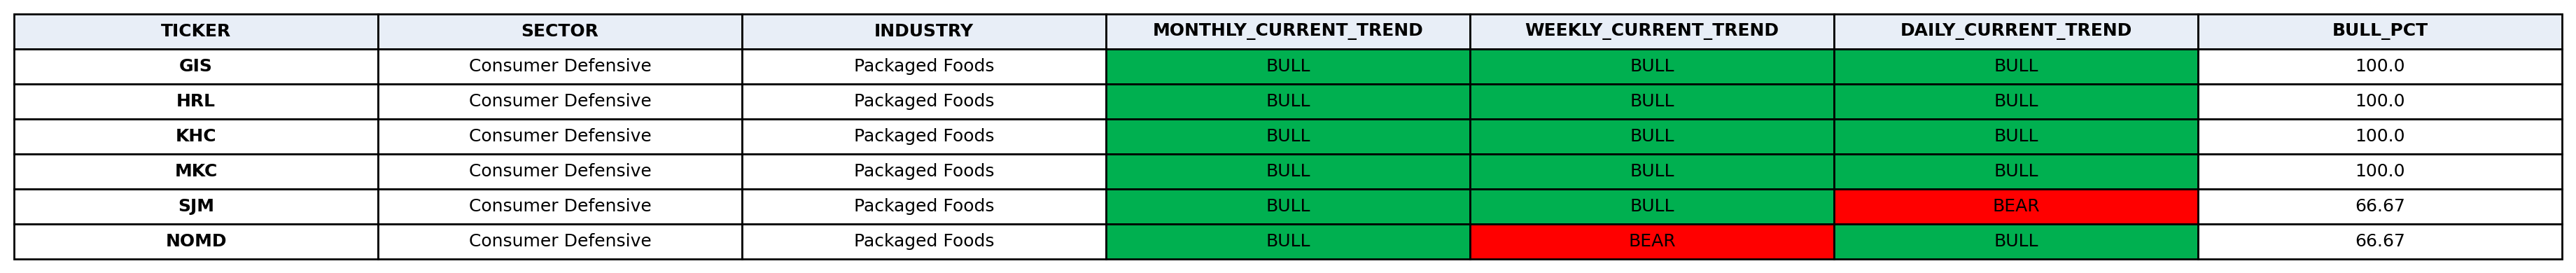 TICKER SECTOR INDUSTRY MONTHLY_CURRENT_TREND WEEKLY_CURRENT_TREND DAILY_CURRENT_TREND BULL_PCT
GIS Consumer Defensive Packaged Foods BULL BULL BULL 100.0
HRL Consumer Defensive Packaged Foods BULL BULL BULL 100.0
KHC Consumer Defensive Packaged Foods BULL BULL BULL 100.0
MKC Consumer Defensive Packaged Foods BULL BULL BULL 100.0
SJM Consumer Defensive Packaged Foods BULL BULL BEAR 66.67
NOMD Consumer Defensive Packaged Foods BULL BEAR BULL 66.67